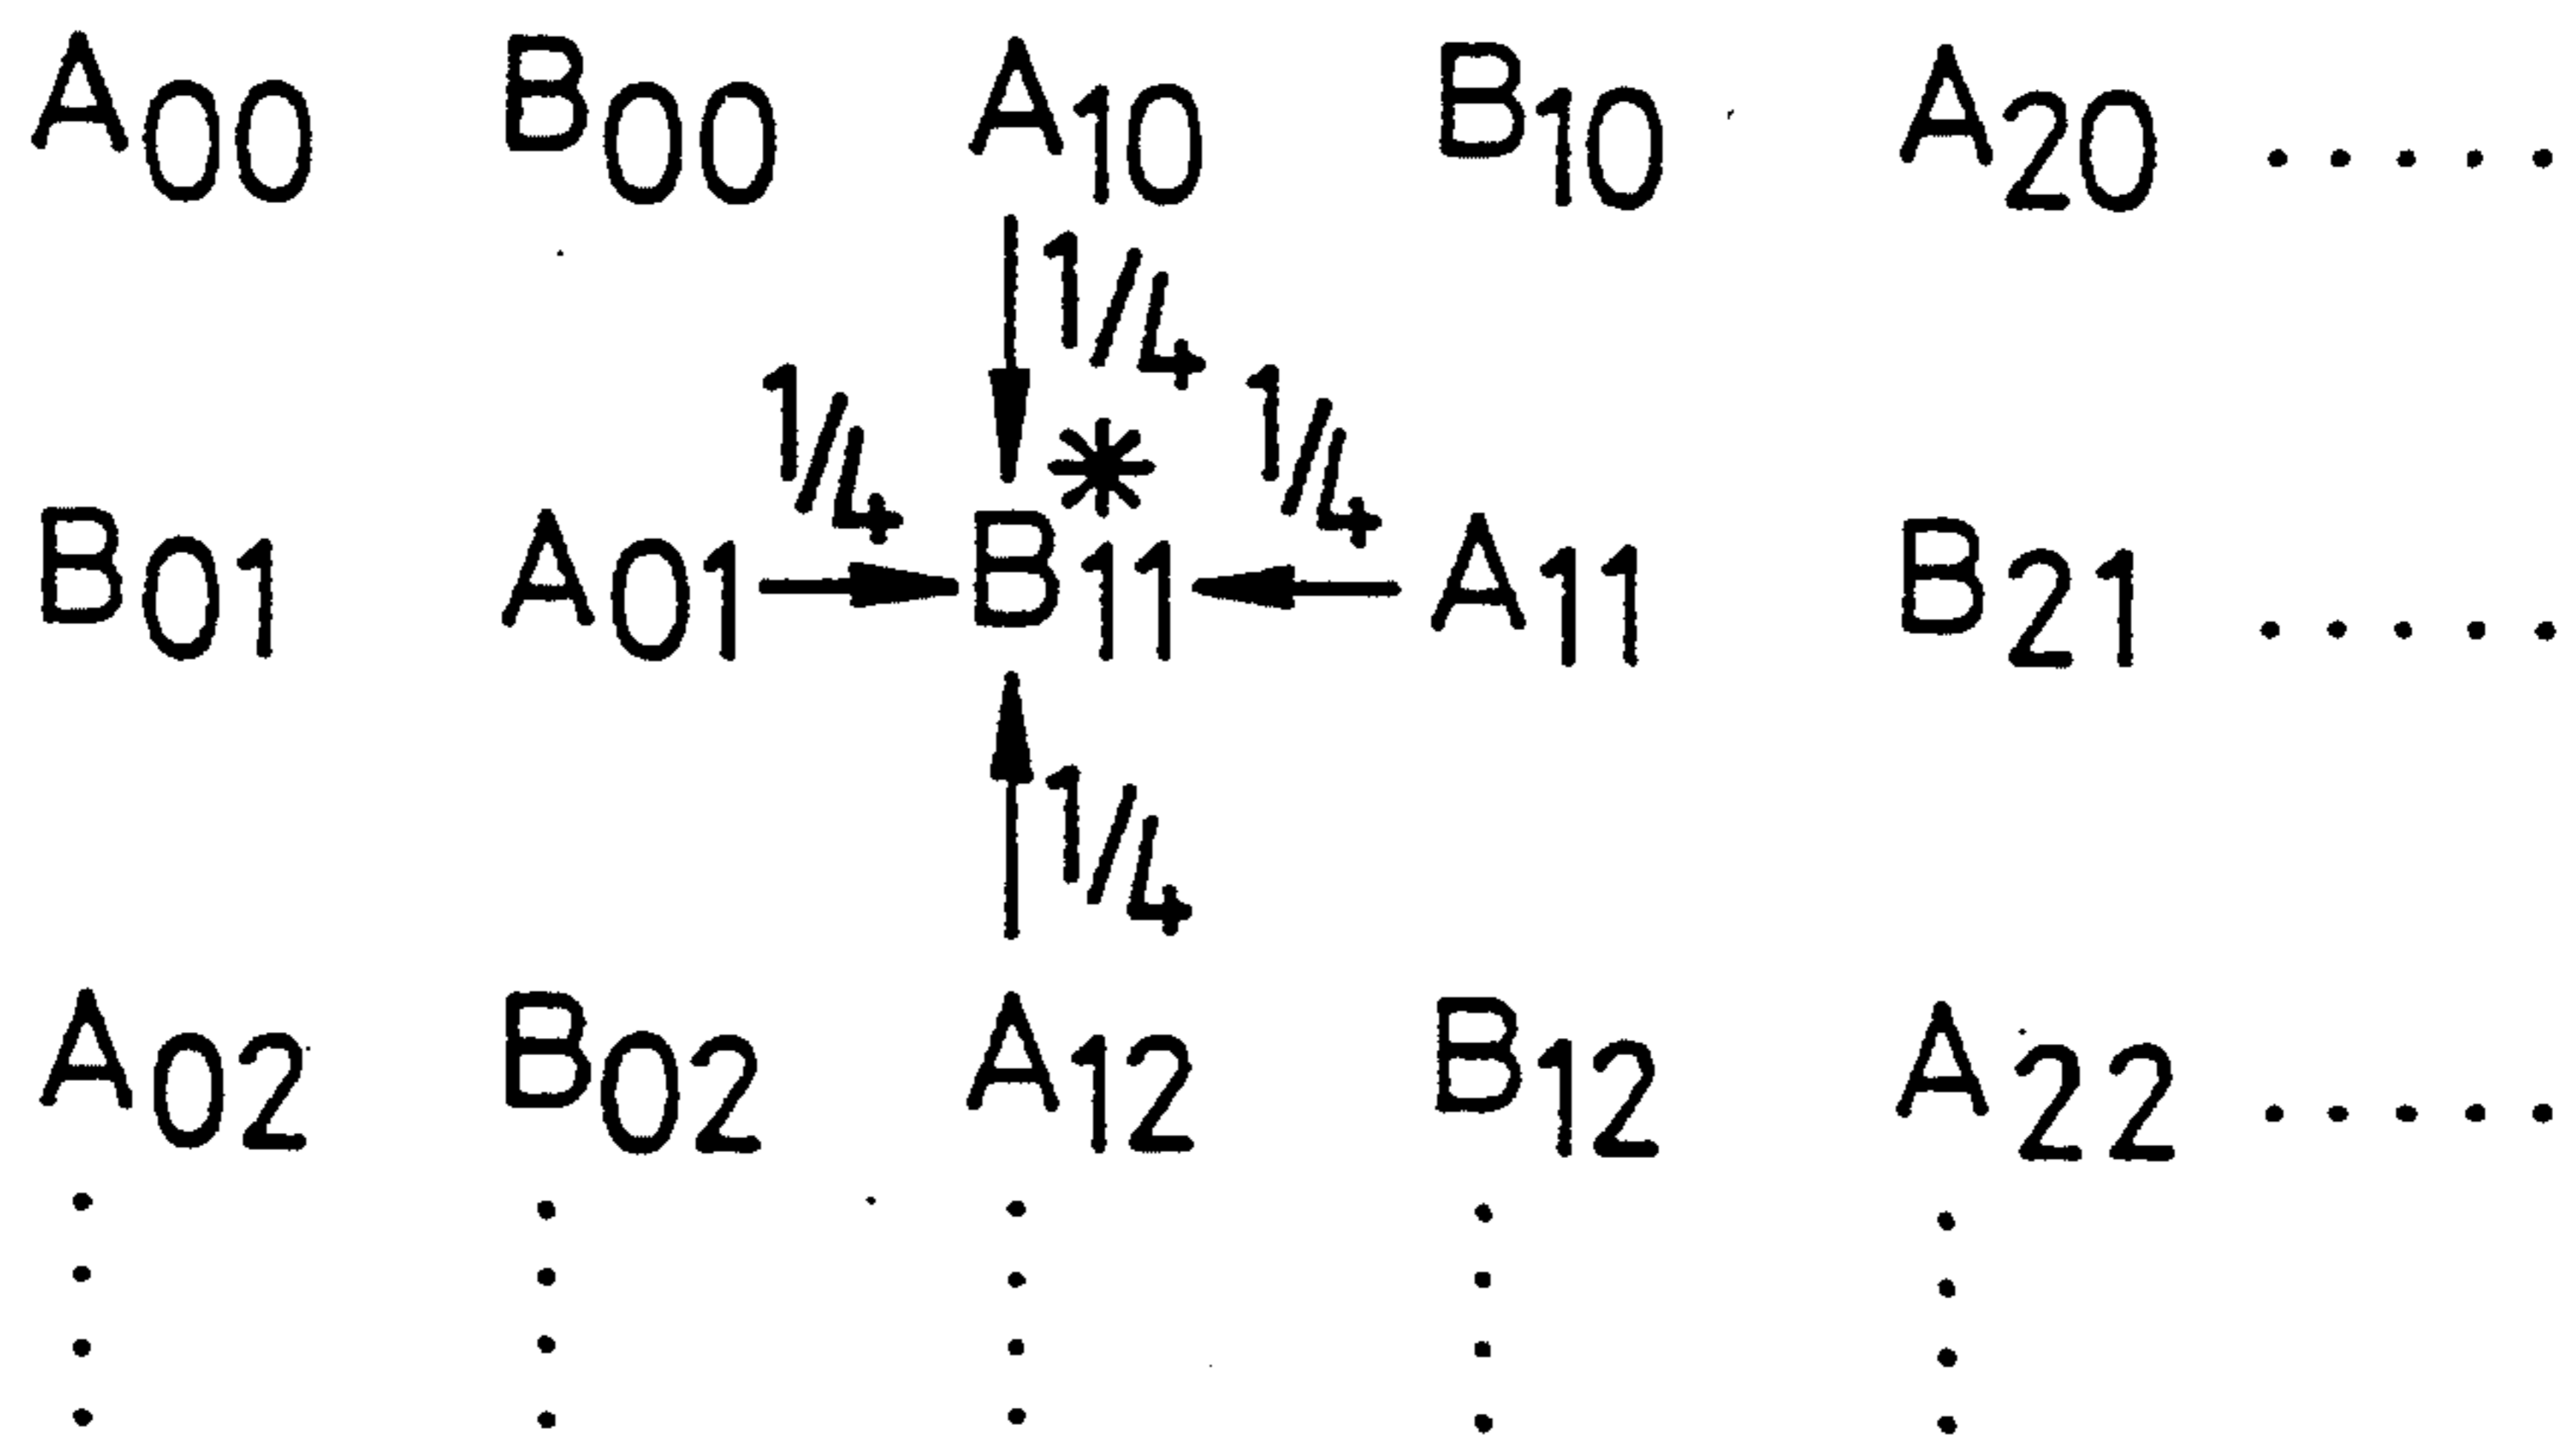 A00 B00 A10 B10 A20 .....
1/4
1/4 * 1/4
B01 A01 B11 A11 B21 .....
1/4
A02 B02 A12 B12 A22 .....